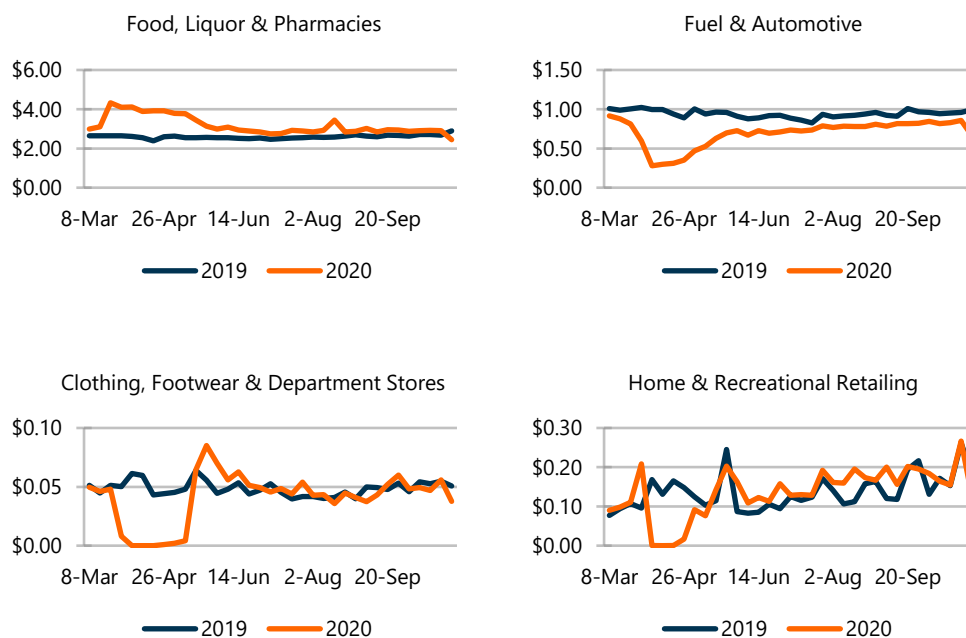 Food, Liquor & Pharmacies
$6.00
$4.00
$2.00
$0.00
8-Mar 26-Apr 14-Jun 2-Aug 20-Sep
2019 2020
Fuel & Automotive
$1.50
$1.00
$0.50
$0.00
8-Mar 26-Apr 14-Jun 2-Aug 20-Sep
2019 2020
Clothing, Footwear & Department Stores
$0.10
$0.05
$0.00
8-Mar 26-Apr 14-Jun 2-Aug 20-Sep
2019 2020
Home & Recreational Retailing
$0.30
$0.20
$0.10
$0.00
8-Mar 26-Apr 14-Jun 2-Aug 20-Sep
2019 2020